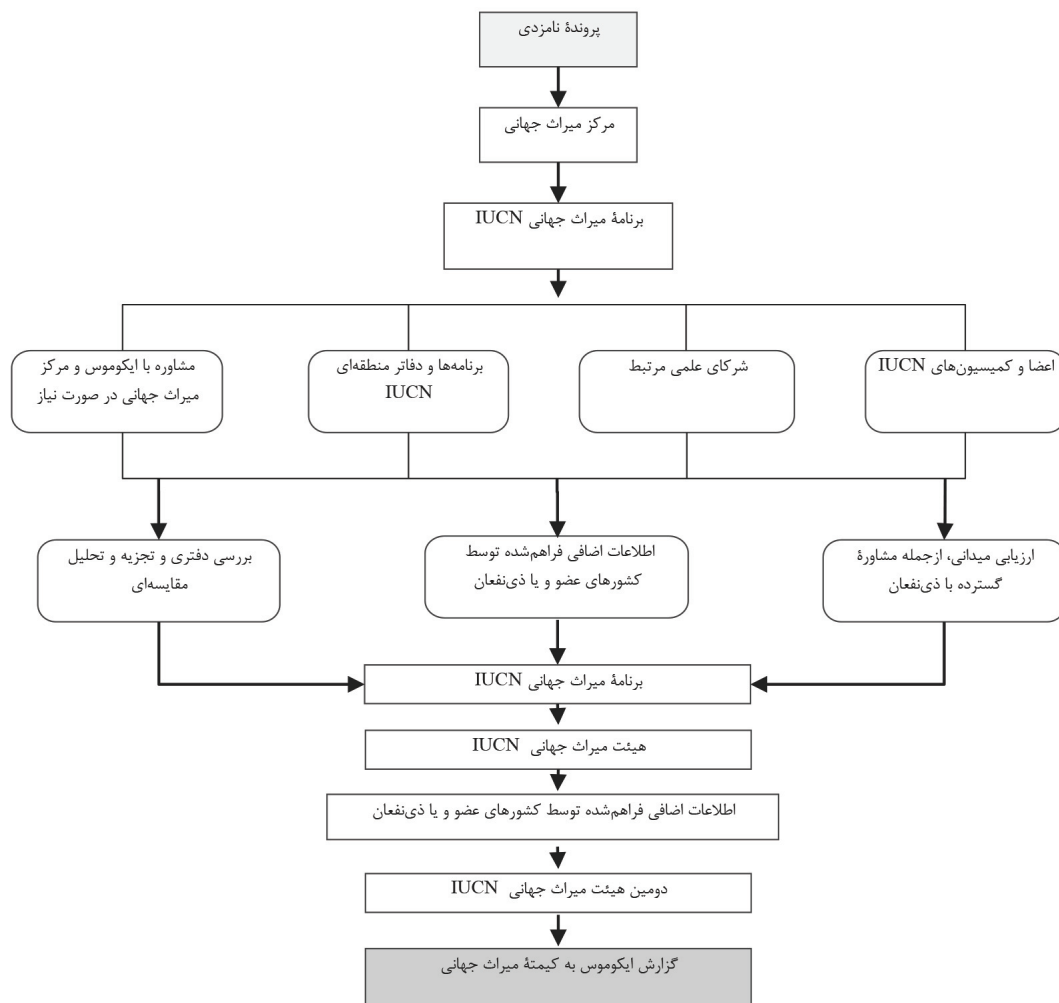 پروندهٔ نامزدی
مرکز میراث جهانی
برنامهٔ میراث جهانی IUCN
اعضا و کمیسیون‌های IUCN
شرکای علمی مرتبط
برنامه‌ها و دفاتر منطقه‌ای
IUCN
مشاوره با ایکوموس و مرکز
میراث جهانی در صورت نیاز
ارزیابی میدانی، ازجمله مشاورهٔ
گسترده با ذی‌نفعان
اطلاعات اضافی فراهم‌شده توسط
کشورهای عضو و یا ذی‌نفعان
بررسی دفتری و تجزیه و تحلیل
مقایسه‌ای
برنامهٔ میراث جهانی IUCN
هیئت میراث جهانی IUCN
اطلاعات اضافی فراهم‌شده توسط کشورهای عضو و یا ذی‌نفعان
دومین هیئت میراث جهانی IUCN
گزارش ایکوموس به کیمتهٔ میراث جهانی